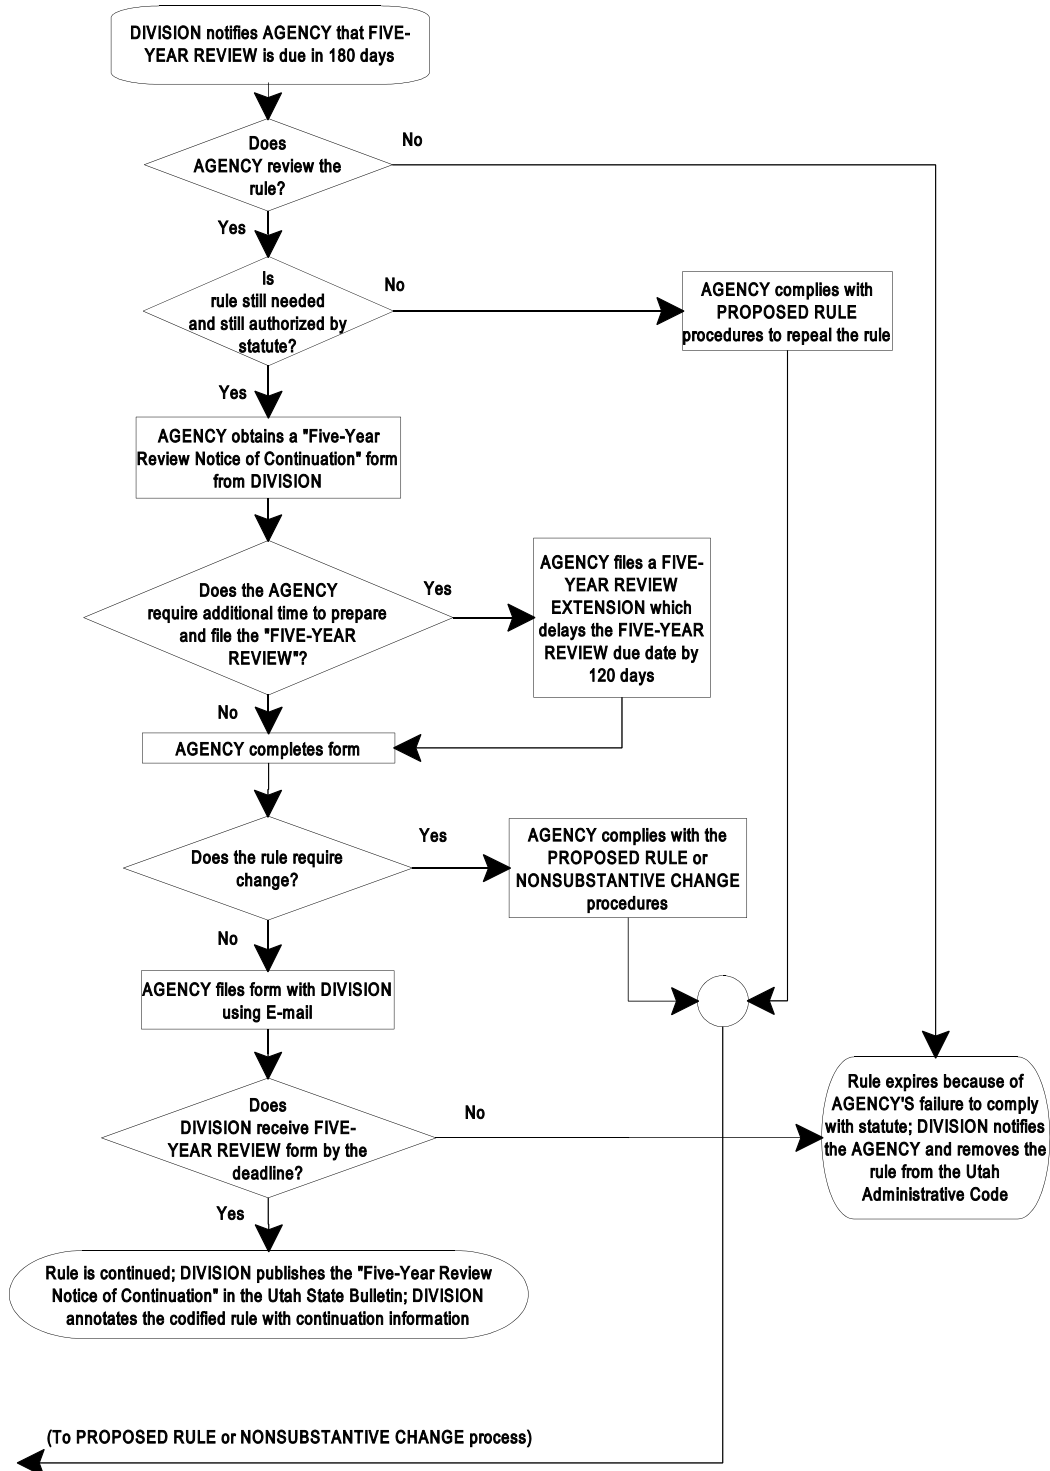 DIVISION notifies AGENCY that FIVE-
YEAR REVIEW is due in 180 days
Does
AGENCY review the
rule?
No
Yes
Is
rule still needed
and still authorized by
statute?
No
AGENCY complies with
PROPOSED RULE
procedures to repeal the rule
Yes
AGENCY obtains a "Five-Year
Review Notice of Continuation" form
from DIVISION
Does the AGENCY
require additional time to prepare
and file the "FIVE-YEAR
REVIEW"?
Yes
AGENCY files a FIVE-
YEAR REVIEW
EXTENSION which
delays the FIVE-YEAR
REVIEW due date by
120 days
No
AGENCY completes form
Does the rule require
change?
Yes
AGENCY complies with the
PROPOSED RULE or
NONSUBSTANTIVE CHANGE
procedures
No
AGENCY files form with DIVISION
using E-mail
Does
DIVISION receive FIVE-
YEAR REVIEW form by the
deadline?
No
Rule expires because of
AGENCY'S failure to comply
with statute; DIVISION notifies
the AGENCY and removes the
rule from the Utah
Administrative Code
Yes
Rule is continued; DIVISION publishes the "Five-Year Review
Notice of Continuation" in the Utah State Bulletin; DIVISION
annotates the codified rule with continuation information
(To PROPOSED RULE or NONSUBSTANTIVE CHANGE process)